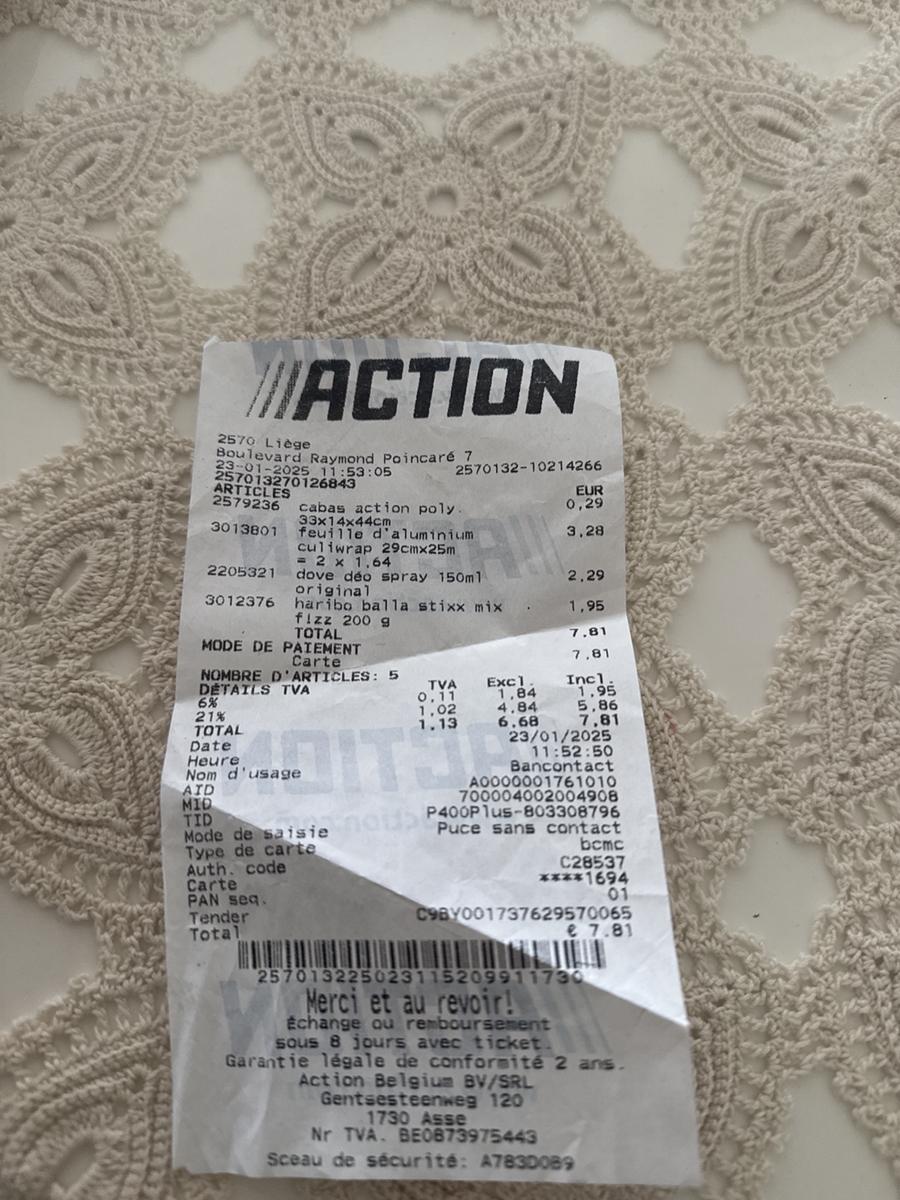 ACTION
2570 Liège
Boulevard Raymond Poincaré 7
23-01-2025 11:53:05 2570132-10214266
257013270126843
ARTICLES EUR
2579236 cabas action poly. 0,29
33x14x44cm
3013801 feuille d'aluminium 3,28
culiwrap 29cmx25m
= 2 x 1,64
2205321 dove déo spray 150ml 2,29
original
3012376 haribo balla stixx mix 1,95
fizz 200 g
TOTAL 7,81
MODE DE PAIEMENT
Carte 7,81
NOMBRE D'ARTICLES: 5
DÉTAILS TVA TVA Excl. Incl.
6% 0,11 1,84 1,95
21% 1,02 4,84 5,86
TOTAL 1,13 6,68 7,81
Date 23/01/2025
Heure 11:52:50
Nom d'usage Bancontact
AID A0000001761010
MID 700004002004908
TID P400Plus-803308796
Mode de saisie Puce sans contact
Type de carte bcmc
Auth. code C28537
Carte ****1694
PAN seq. 01
Tender C9BY001737629570065
Total € 7.81
257013225023115209911730
Merci et au revoir!
Échange ou remboursement
sous 8 jours avec ticket.
Garantie légale de conformité 2 ans.
Action Belgium BV/SRL
Gentsesteenweg 120
1730 Asse
Nr TVA. BE0873975443
Sceau de sécurité: A783D0B9